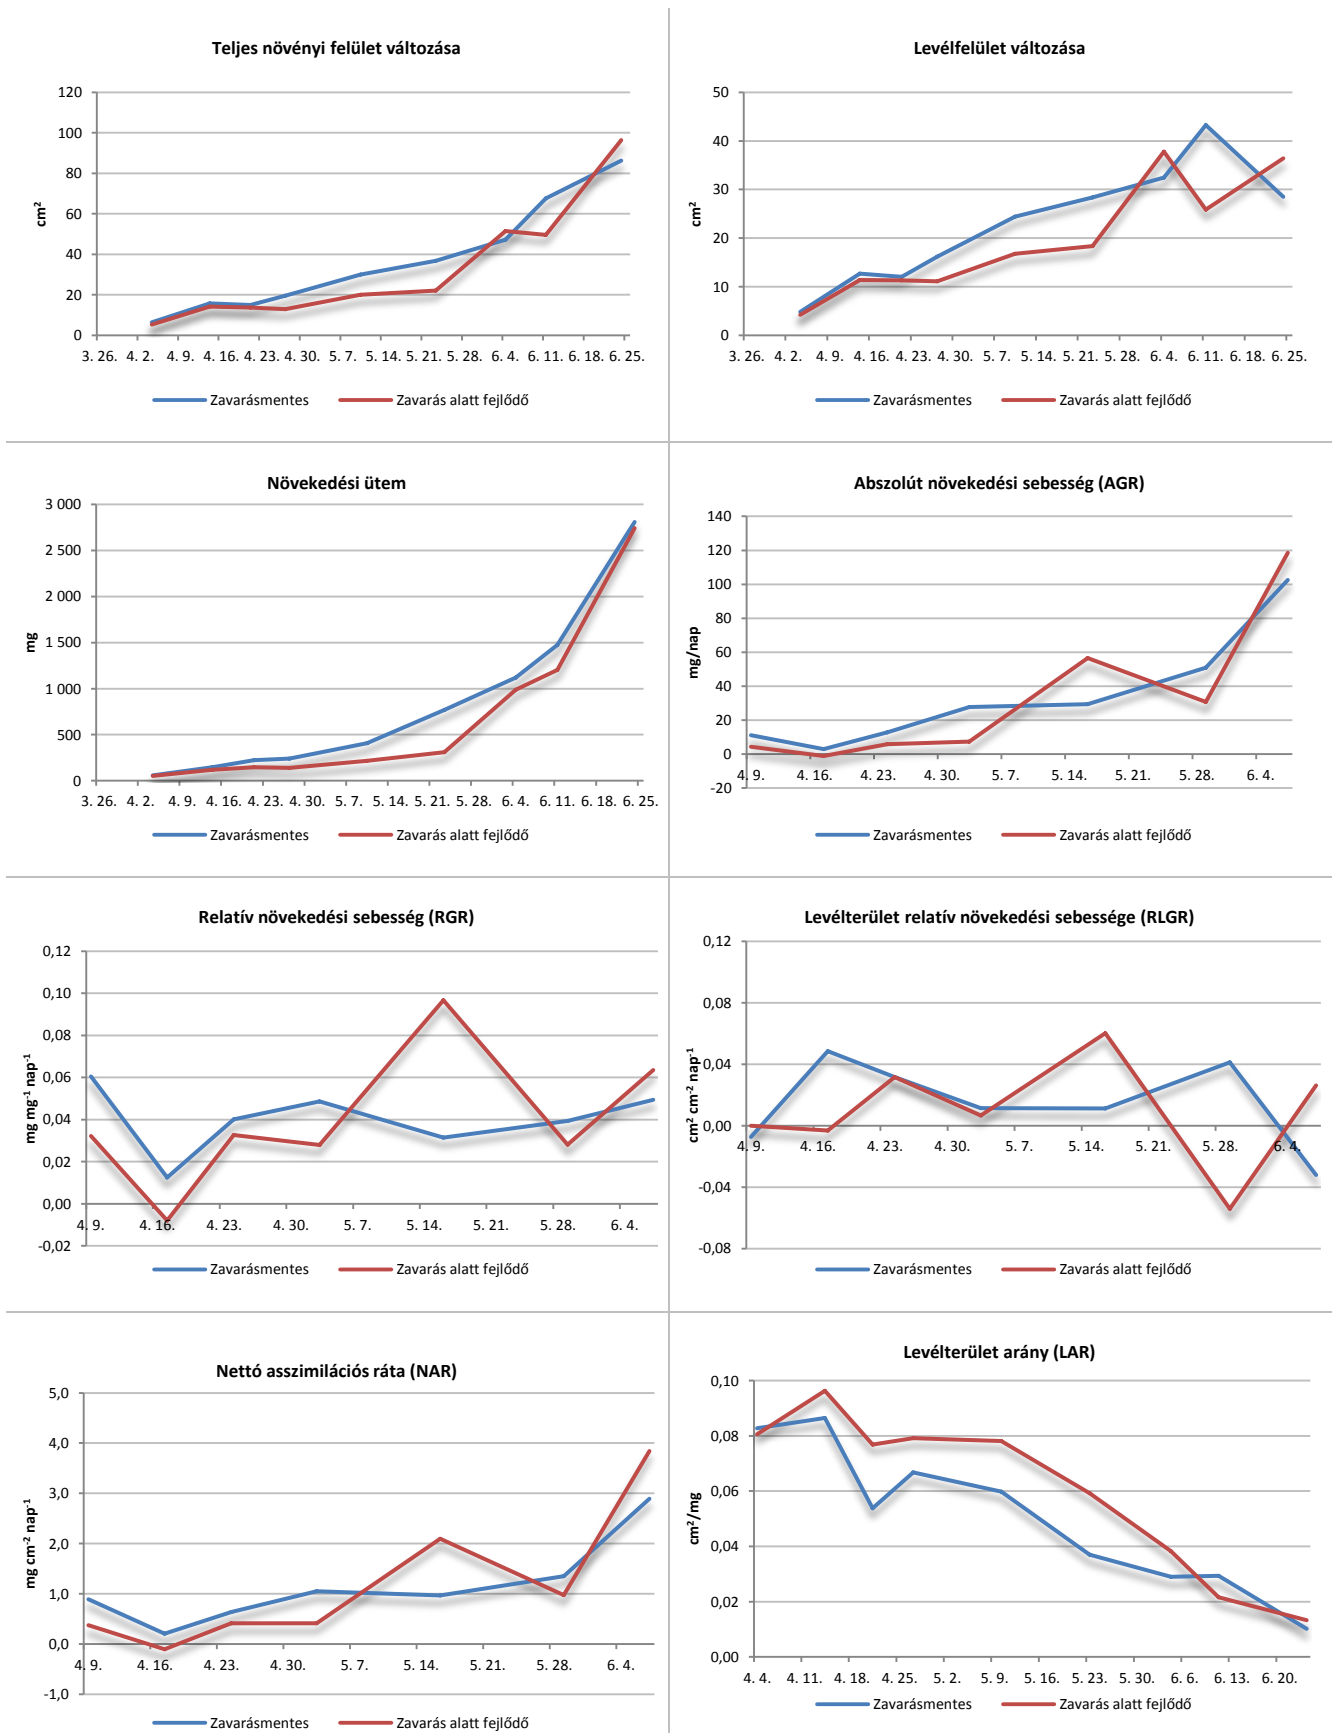 Teljes növényi felület változása
cm²
120
100
80
60
40
20
0
3. 26. 4. 2. 4. 9. 4. 16. 4. 23. 4. 30. 5. 7. 5. 14. 5. 21. 5. 28. 6. 4. 6. 11. 6. 18. 6. 25.
Zavarásmentes Zavarás alatt fejlődő
Levélfelület változása
cm²
50
40
30
20
10
0
3. 26. 4. 2. 4. 9. 4. 16. 4. 23. 4. 30. 5. 7. 5. 14. 5. 21. 5. 28. 6. 4. 6. 11. 6. 18. 6. 25.
Zavarásmentes Zavarás alatt fejlődő
Növekedési ütem
mg
3 000
2 500
2 000
1 500
1 000
500
0
3. 26. 4. 2. 4. 9. 4. 16. 4. 23. 4. 30. 5. 7. 5. 14. 5. 21. 5. 28. 6. 4. 6. 11. 6. 18. 6. 25.
Zavarásmentes Zavarás alatt fejlődő
Abszolút növekedési sebesség (AGR)
mg/nap
140
120
100
80
60
40
20
0
-20
4. 9. 4. 16. 4. 23. 4. 30. 5. 7. 5. 14. 5. 21. 5. 28. 6. 4.
Zavarásmentes Zavarás alatt fejlődő
Relatív növekedési sebesség (RGR)
mg mg⁻¹ nap⁻¹
0,12
0,10
0,08
0,06
0,04
0,02
0,00
-0,02
4. 9. 4. 16. 4. 23. 4. 30. 5. 7. 5. 14. 5. 21. 5. 28. 6. 4.
Zavarásmentes Zavarás alatt fejlődő
Levélterület relatív növekedési sebessége (RLGR)
cm² cm⁻² nap⁻¹
0,12
0,08
0,04
0,00
-0,04
-0,08
4. 9. 4. 16. 4. 23. 4. 30. 5. 7. 5. 14. 5. 21. 5. 28. 6. 4.
Zavarásmentes Zavarás alatt fejlődő
Nettó asszimilációs ráta (NAR)
mg cm⁻² nap⁻¹
5,0
4,0
3,0
2,0
1,0
0,0
-1,0
4. 9. 4. 16. 4. 23. 4. 30. 5. 7. 5. 14. 5. 21. 5. 28. 6. 4.
Zavarásmentes Zavarás alatt fejlődő
Levélterület arány (LAR)
cm²/mg
0,10
0,08
0,06
0,04
0,02
0,00
4. 4. 4. 11. 4. 18. 4. 25. 5. 2. 5. 9. 5. 16. 5. 23. 5. 30. 6. 6. 6. 13. 6. 20.
Zavarásmentes Zavarás alatt fejlődő